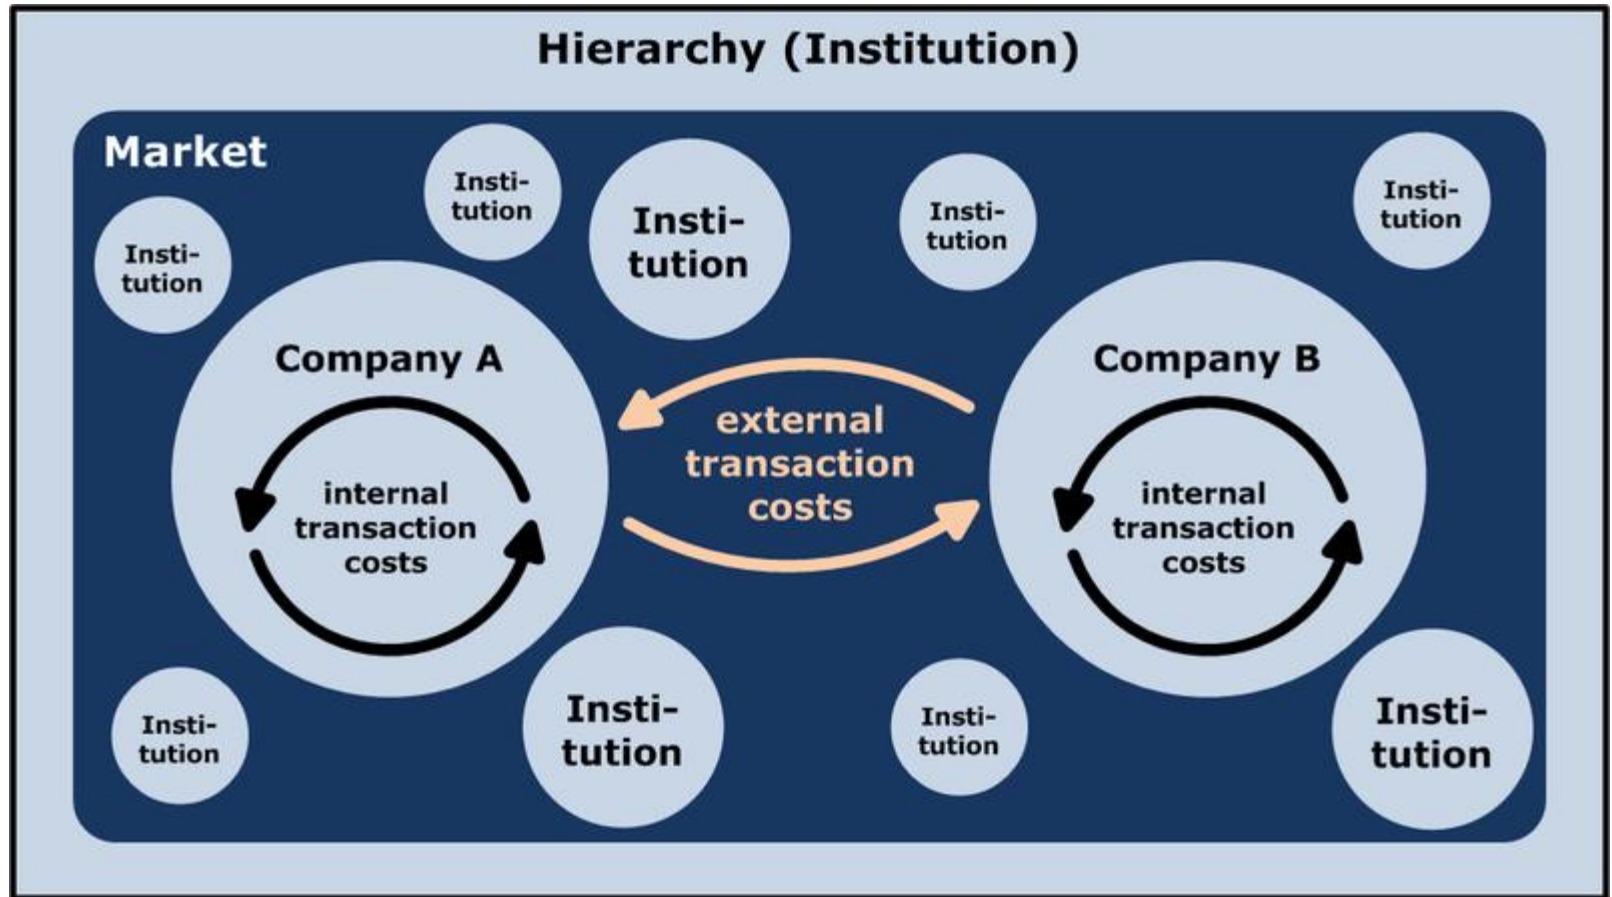 Hierarchy (Institution)
Market
Insti-
tution
Insti-
tution
Insti-
tution
Insti-
tution
Insti-
tution
Company A
internal
transaction
costs
external
transaction
costs
Company B
internal
transaction
costs
Insti-
tution
Insti-
tution
Insti-
tution
Insti-
tution